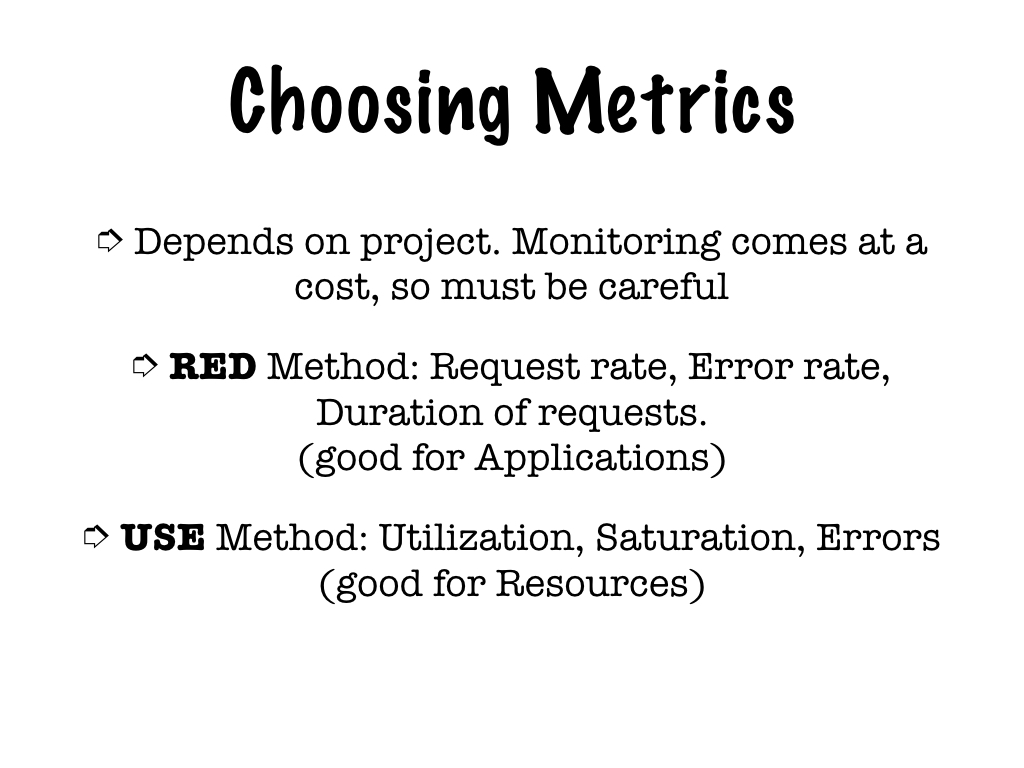 Choosing Metrics
➯ Depends on project. Monitoring comes at a
cost, so must be careful
➯ RED Method: Request rate, Error rate,
Duration of requests.
(good for Applications)
➯ USE Method: Utilization, Saturation, Errors
(good for Resources)